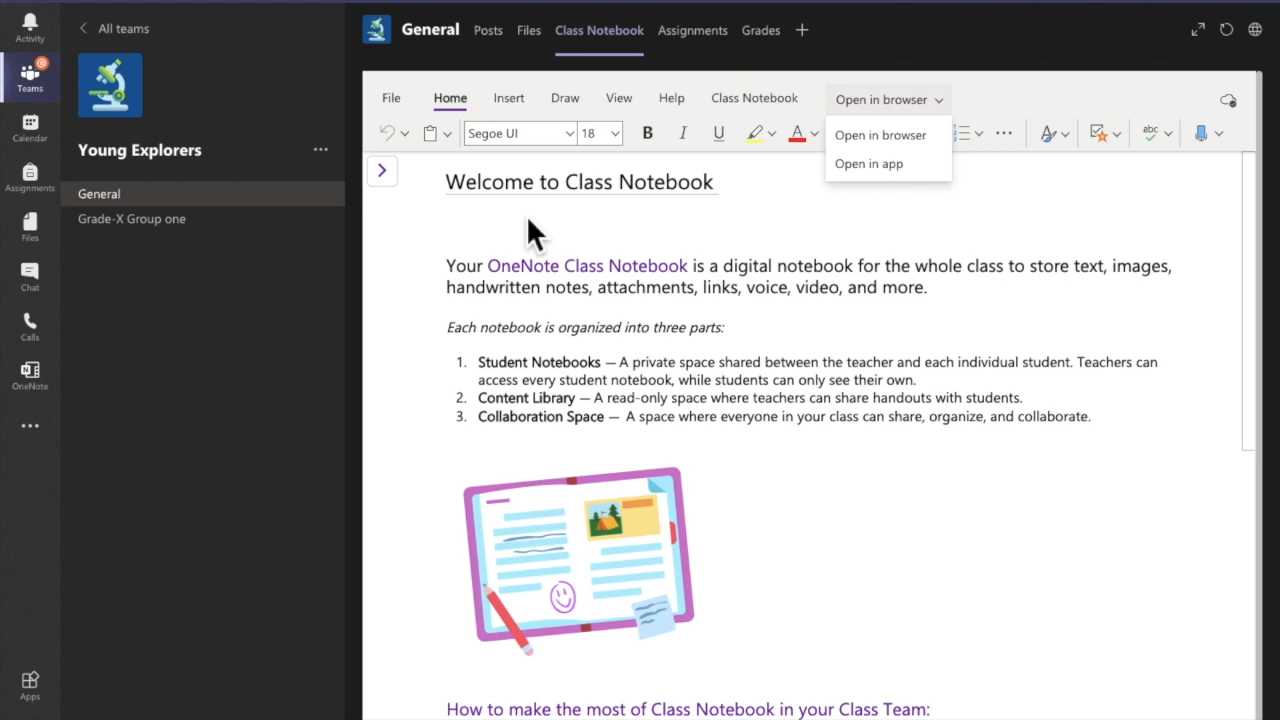 Activity
Teams
Calendar
Assignments
Files
Chat
Calls
OneNote
Apps
All teams
Young Explorers
General
Grade-X Group one
General Posts Files Class Notebook Assignments Grades
File Home Insert Draw View Help Class Notebook Open in browser
Segoe UI 18 B I U A abc
Open in browser
Open in app
Welcome to Class Notebook
Your OneNote Class Notebook is a digital notebook for the whole class to store text, images,
handwritten notes, attachments, links, voice, video, and more.
Each notebook is organized into three parts:
1. Student Notebooks — A private space shared between the teacher and each individual student. Teachers can
access every student notebook, while students can only see their own.
2. Content Library — A read-only space where teachers can share handouts with students.
3. Collaboration Space — A space where everyone in your class can share, organize, and collaborate.
How to make the most of Class Notebook in your Class Team: